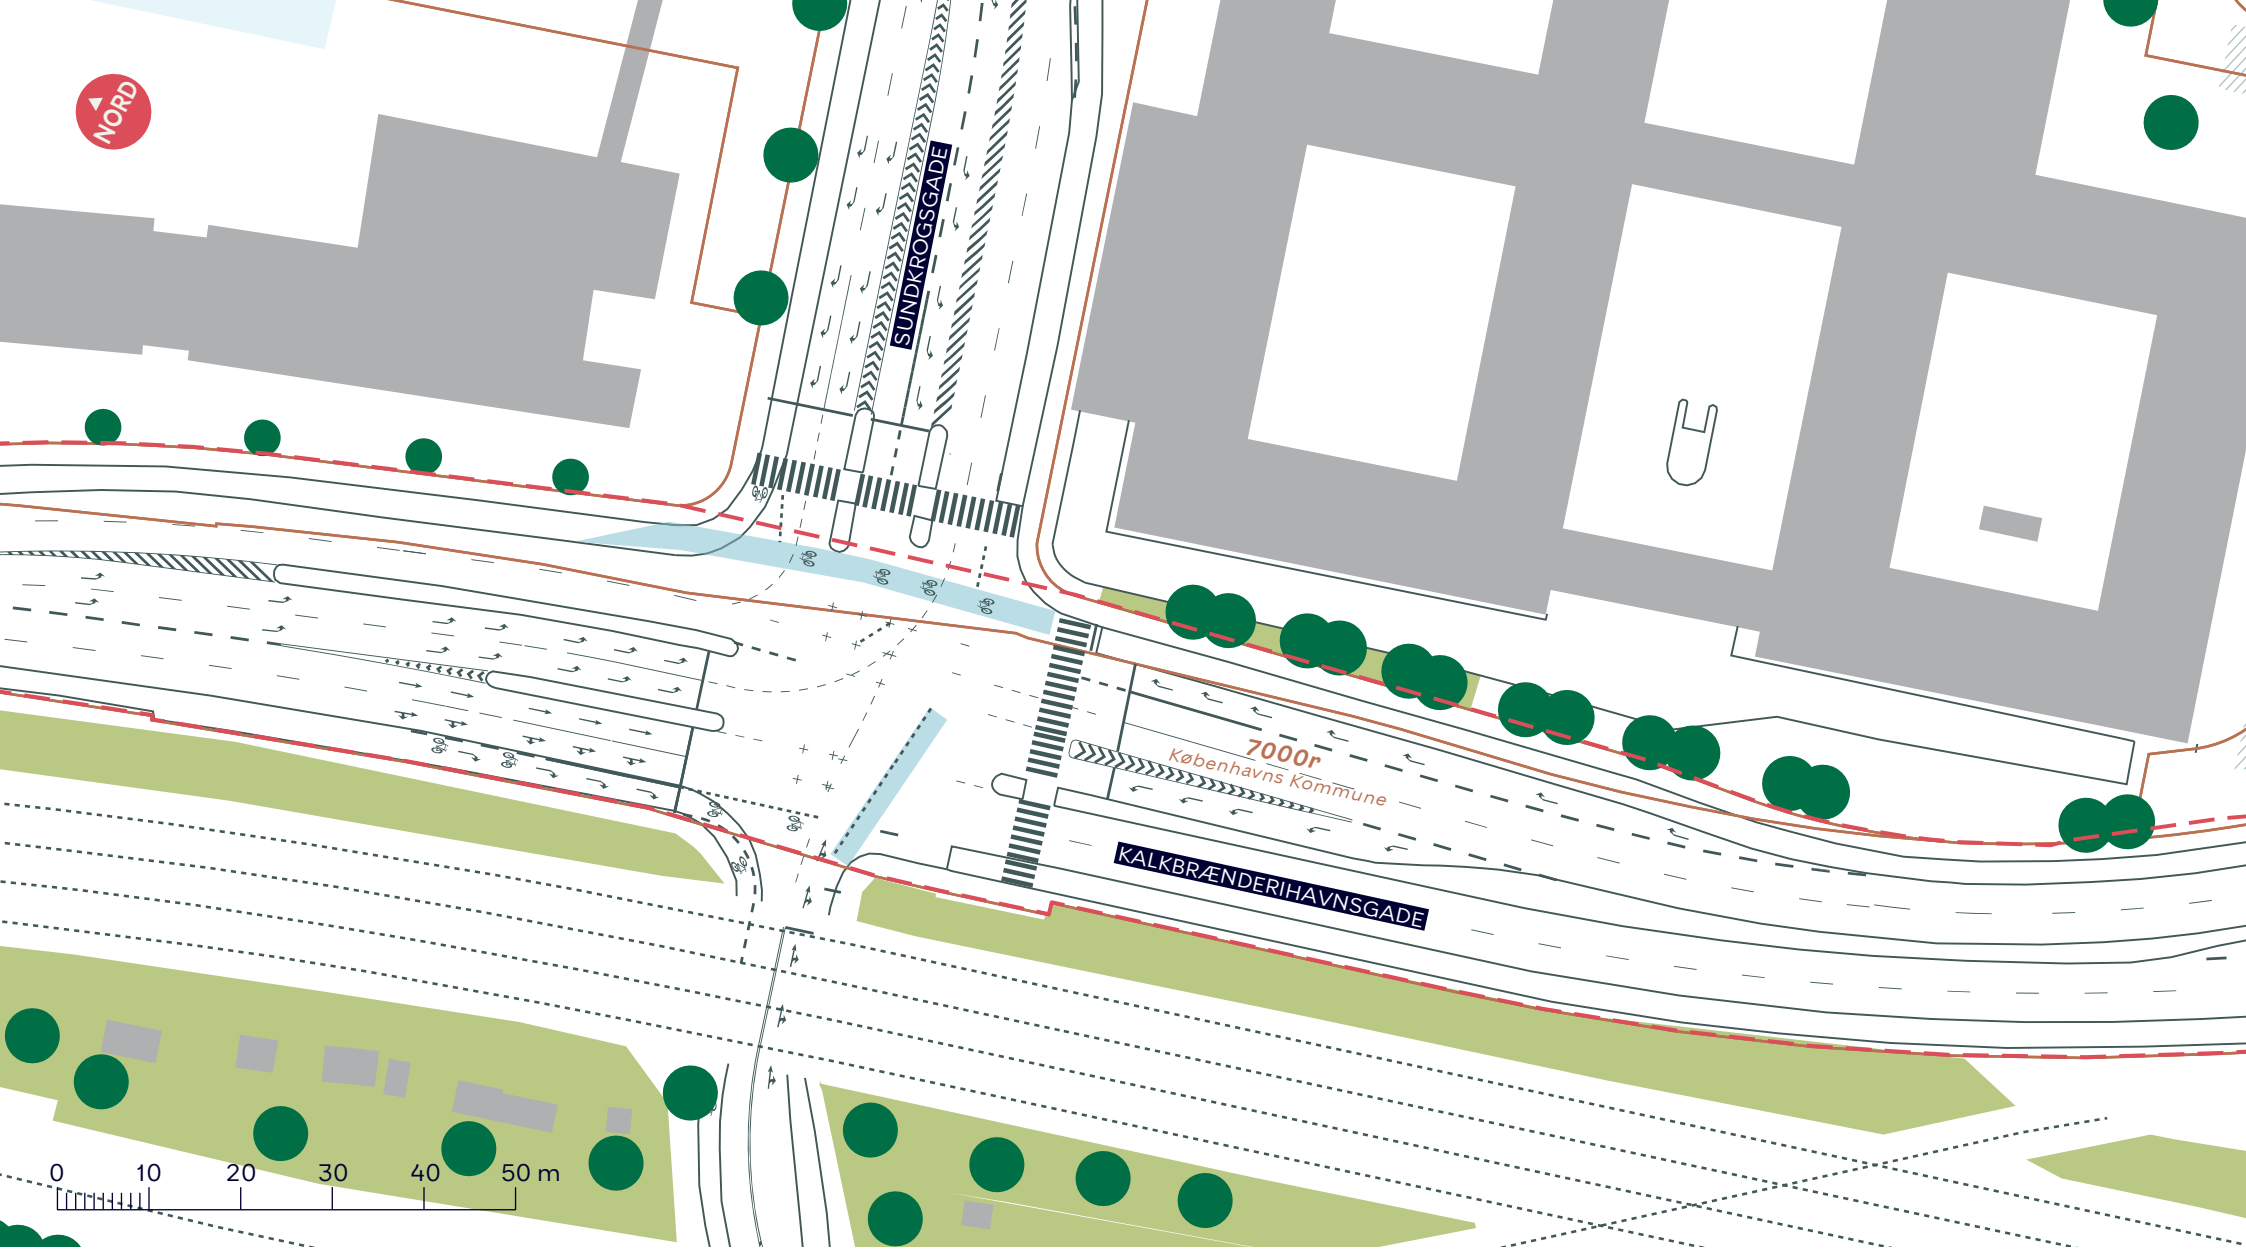 NORD
SUNDKROGSGADE
7000r
Københavns Kommune
KALKBRÆNDERIHAVNSGADE
0 10 20 30 40 50 m